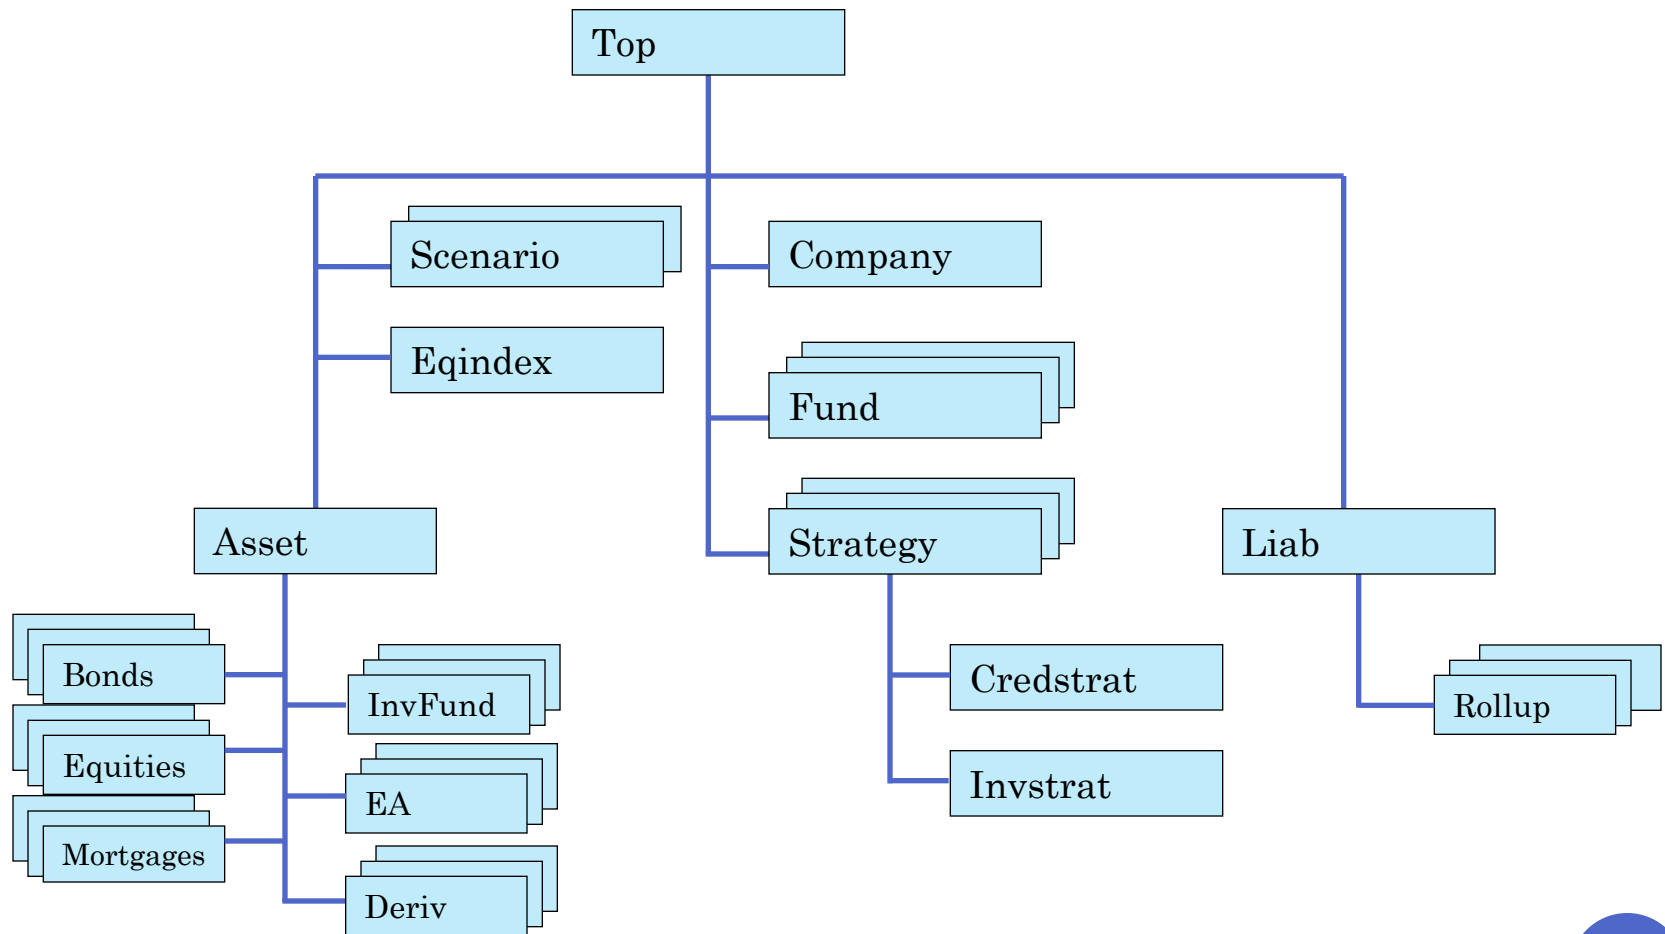 Top
Scenario
Company
Eqindex
Fund
Asset
Strategy
Liab
Bonds
InvFund
Credstrat
Rollup
Equities
EA
Invstrat
Mortgages
Deriv